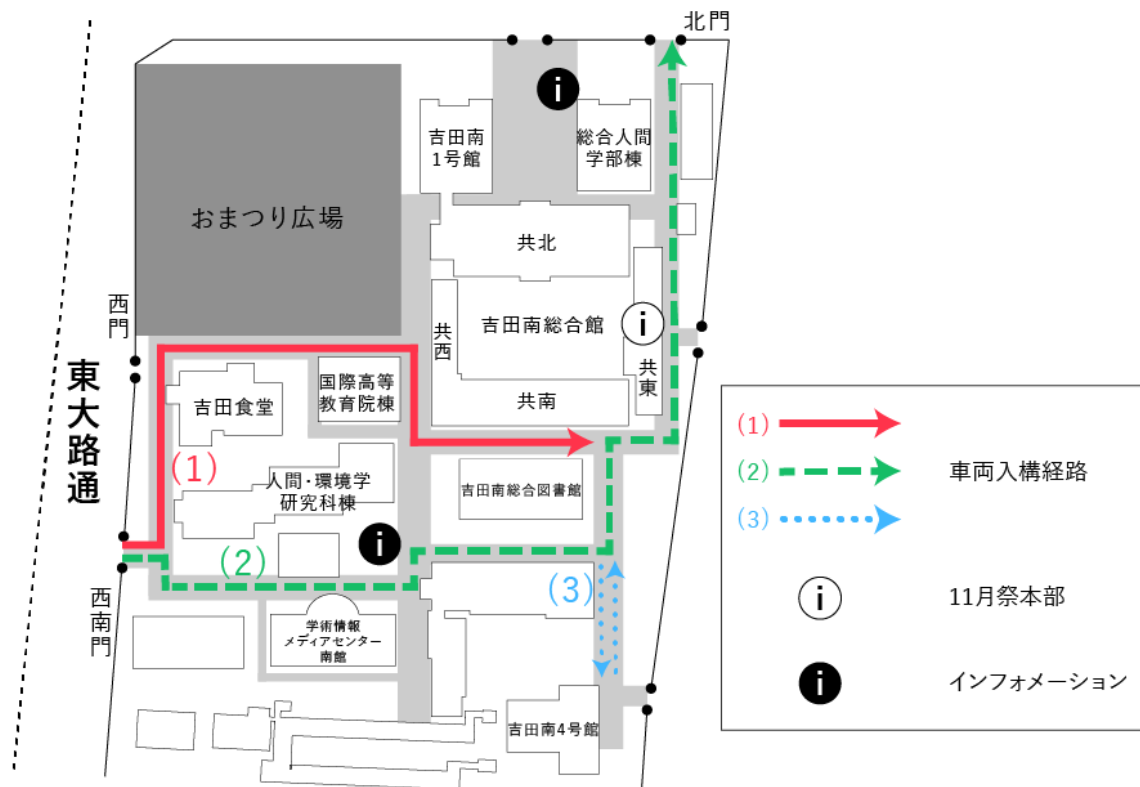 北門
i
吉田南
1号館
総合人間
学部棟
おまつり広場
共北
西門
共西
吉田南総合館
i
共東
東大路通
国際高等
教育院棟
吉田食堂
共南
(1)
人間・環境学
研究科棟
吉田南総合図書館
i
(2)
(3)
西南門
学術情報
メディアセンター
南館
吉田南4号館
(1)
(2)
車両入構経路
(3)
i
11月祭本部
i
インフォメーション